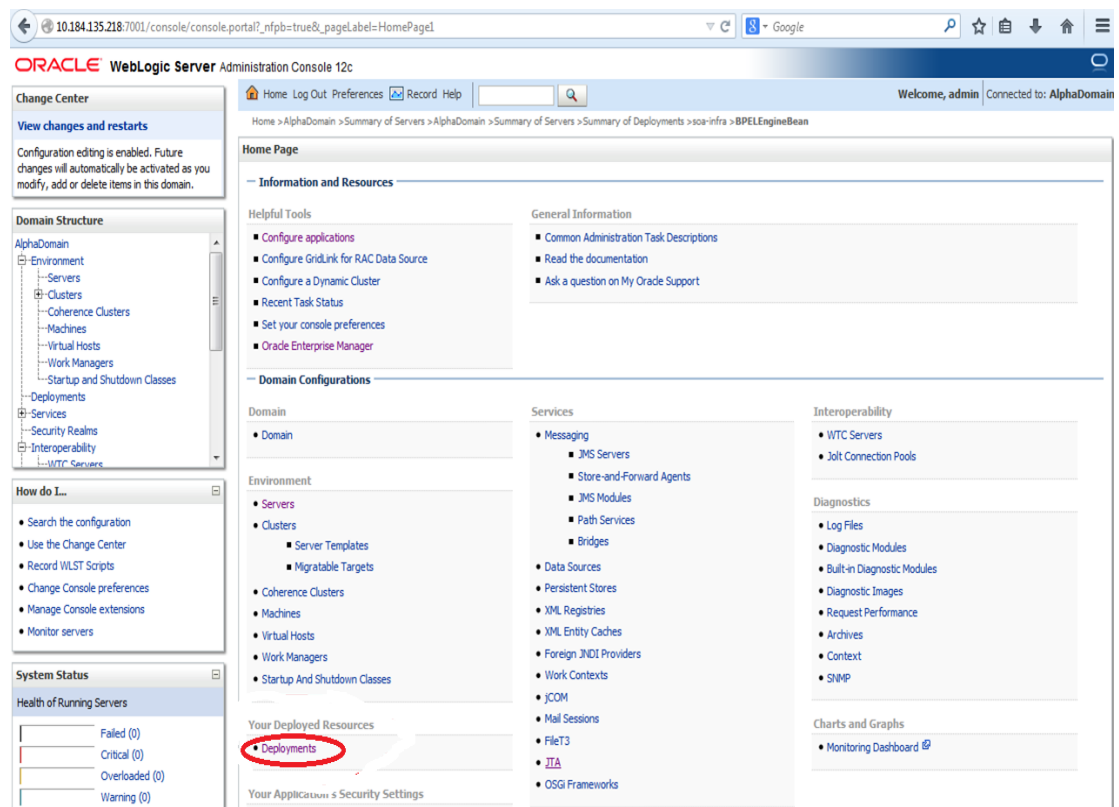 10.184.135.218:7001/console/console.portal?_nfpb=true&_pageLabel=HomePage1
Google
ORACLE WebLogic Server Administration Console 12c
Change Center
View changes and restarts
Configuration editing is enabled. Future
changes will automatically be activated as you
modify, add or delete items in this domain.
Domain Structure
AlphaDomain
Environment
Servers
Clusters
Coherence Clusters
Machines
Virtual Hosts
Work Managers
Startup and Shutdown Classes
Deployments
Services
Security Realms
Interoperability
WTC Servers
How do I...
Search the configuration
Use the Change Center
Record WLST Scripts
Change Console preferences
Manage Console extensions
Monitor servers
System Status
Health of Running Servers
Failed (0)
Critical (0)
Overloaded (0)
Warning (0)
Home Log Out Preferences Record Help
Welcome, admin Connected to: AlphaDomain
Home >AlphaDomain >Summary of Servers >AlphaDomain >Summary of Servers >Summary of Deployments >soa-infra >BPELEngineBean
Home Page
Information and Resources
Helpful Tools
Configure applications
Configure GridLink for RAC Data Source
Configure a Dynamic Cluster
Recent Task Status
Set your console preferences
Oracle Enterprise Manager
General Information
Common Administration Task Descriptions
Read the documentation
Ask a question on My Oracle Support
Domain Configurations
Domain
Domain
Environment
Servers
Clusters
Server Templates
Migratable Targets
Coherence Clusters
Machines
Virtual Hosts
Work Managers
Startup And Shutdown Classes
Your Deployed Resources
Deployments
Your Application's Security Settings
Services
Messaging
JMS Servers
Store-and-Forward Agents
JMS Modules
Path Services
Bridges
Data Sources
Persistent Stores
XML Registries
XML Entity Caches
Foreign JNDI Providers
Work Contexts
jCOM
Mail Sessions
FileT3
JTA
OSGi Frameworks
Interoperability
WTC Servers
Jolt Connection Pools
Diagnostics
Log Files
Diagnostic Modules
Built-in Diagnostic Modules
Diagnostic Images
Request Performance
Archives
Context
SNMP
Charts and Graphs
Monitoring Dashboard